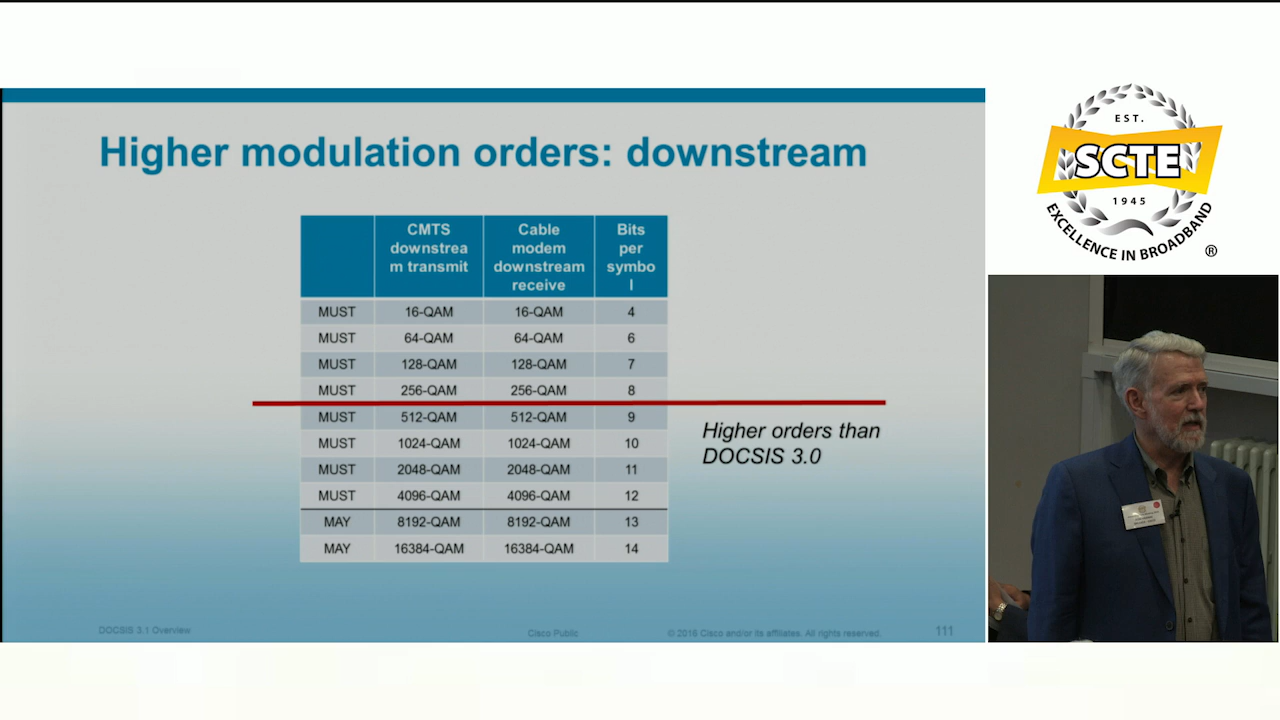 Higher modulation orders: downstream
CMTS
downstrea
m transmit
Cable
modem
downstream
receive
Bits
per
symbo
l
MUST 16-QAM 16-QAM 4
MUST 64-QAM 64-QAM 6
MUST 128-QAM 128-QAM 7
MUST 256-QAM 256-QAM 8
MUST 512-QAM 512-QAM 9
MUST 1024-QAM 1024-QAM 10
MUST 2048-QAM 2048-QAM 11
MUST 4096-QAM 4096-QAM 12
MAY 8192-QAM 8192-QAM 13
MAY 16384-QAM 16384-QAM 14
Higher orders than
DOCSIS 3.0
DOCSIS 3.1 Overview
Cisco Public
© 2016 Cisco and/or its affiliates. All rights reserved.
111
EST.
SCTE
1945
EXCELLENCE IN BROADBAND
®